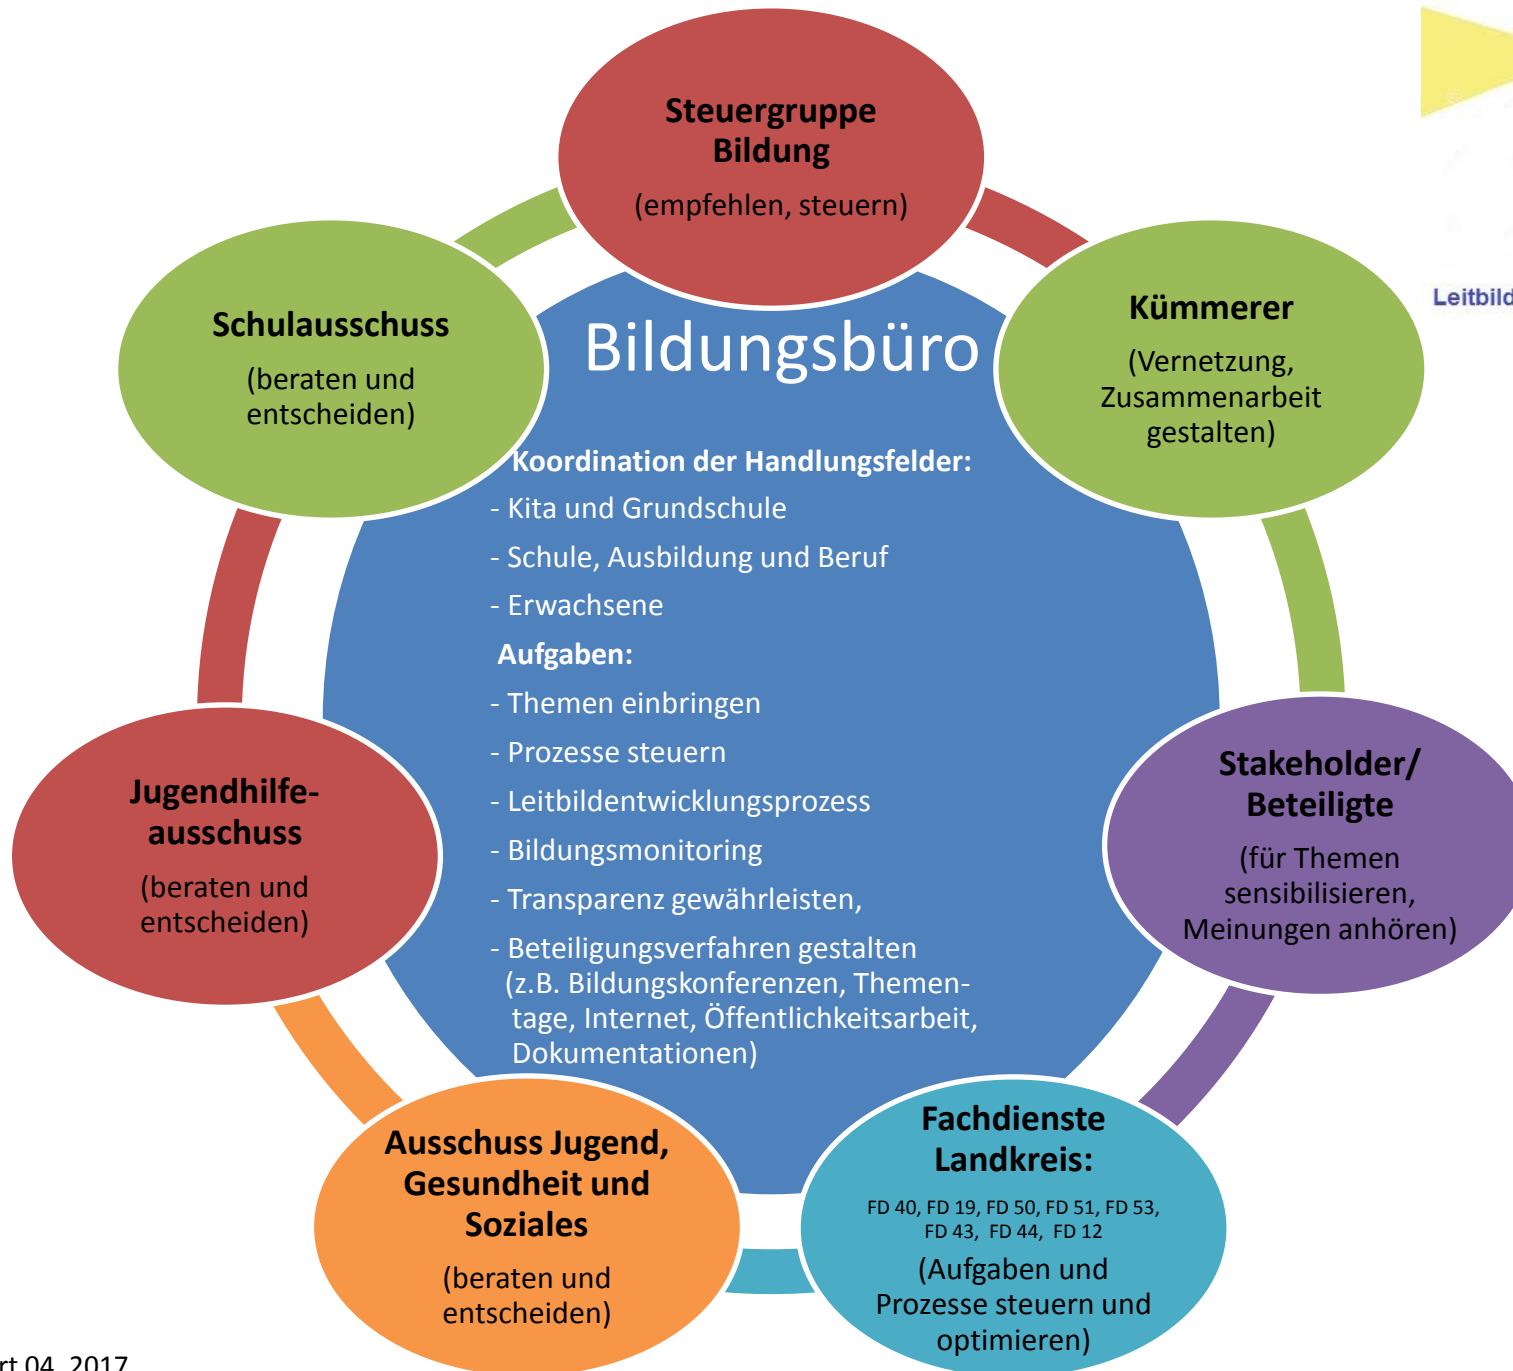 Steuergruppe
Bildung
(empfehlen, steuern)
Kümmerer
(Vernetzung,
Zusammenarbeit
gestalten)
Stakeholder/
Beteiligte
(für Themen
sensibilisieren,
Meinungen anhören)
Fachdienste
Landkreis:
FD 40, FD 19, FD 50, FD 51, FD 53,
FD 43, FD 44, FD 12
(Aufgaben und
Prozesse steuern und
optimieren)
Ausschuss Jugend,
Gesundheit und
Soziales
(beraten und
entscheiden)
Jugendhilfe-
ausschuss
(beraten und
entscheiden)
Schulausschuss
(beraten und
entscheiden)
Bildungsbüro
Koordination der Handlungsfelder:
- Kita und Grundschule
- Schule, Ausbildung und Beruf
- Erwachsene
Aufgaben:
- Themen einbringen
- Prozesse steuern
- Leitbildentwicklungsprozess
- Bildungsmonitoring
- Transparenz gewährleisten,
- Beteiligungsverfahren gestalten
(z.B. Bildungskonferenzen, Themen-
tage, Internet, Öffentlichkeitsarbeit,
Dokumentationen)
Leitbild
rt 04 2017